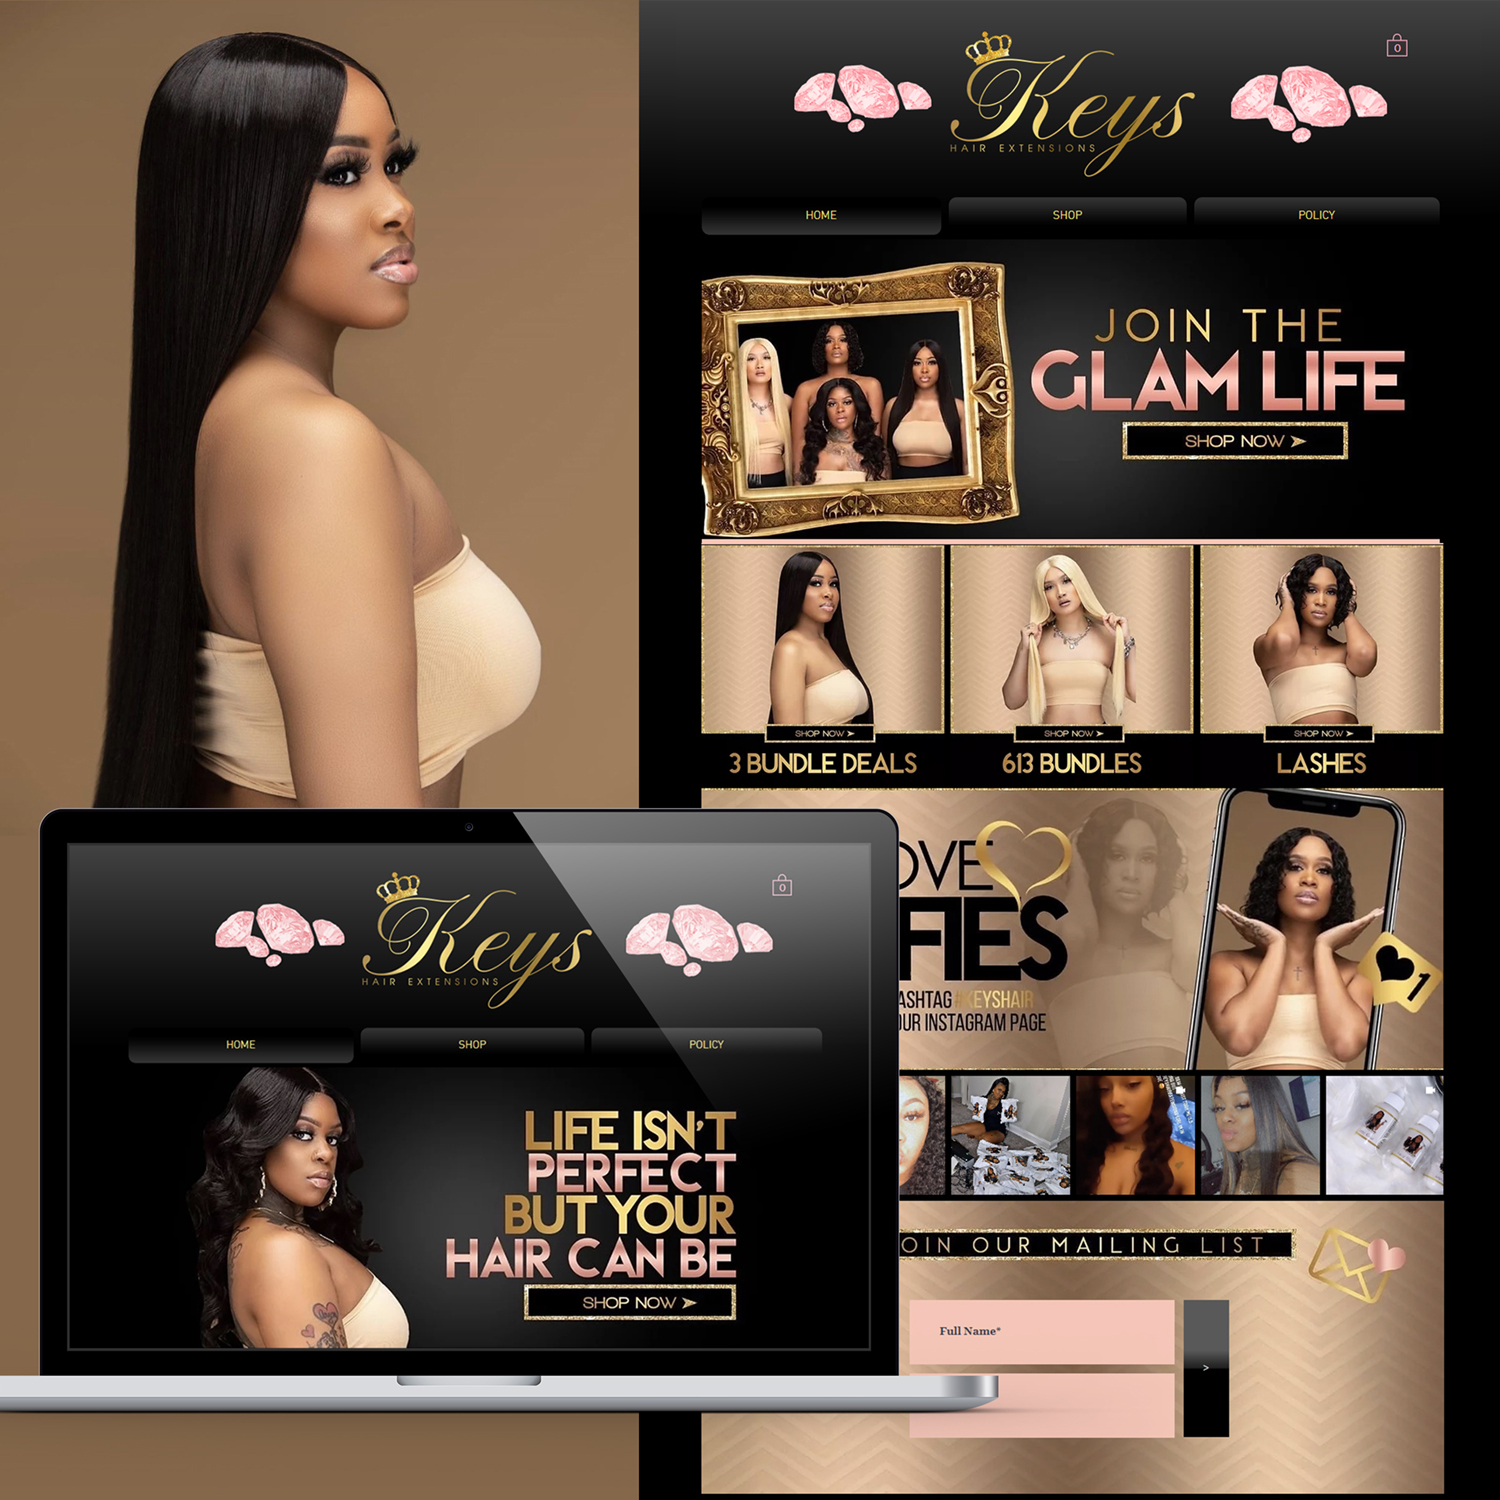 Keys
HAIR EXTENSIONS
0
HOME
SHOP
POLICY
JOIN THE
GLAM LIFE
SHOP NOW
SHOP NOW
SHOP NOW
SHOP NOW
3 BUNDLE DEALS
613 BUNDLES
LASHES
OVE
FIES
ASHTAG #KEYSHAIR
OUR INSTAGRAM PAGE
1
OIN OUR MAILING LIST
Full Name*
>
Keys
HAIR EXTENSIONS
0
HOME
SHOP
POLICY
LIFE ISN'T
PERFECT
BUT YOUR
HAIR CAN BE
SHOP NOW